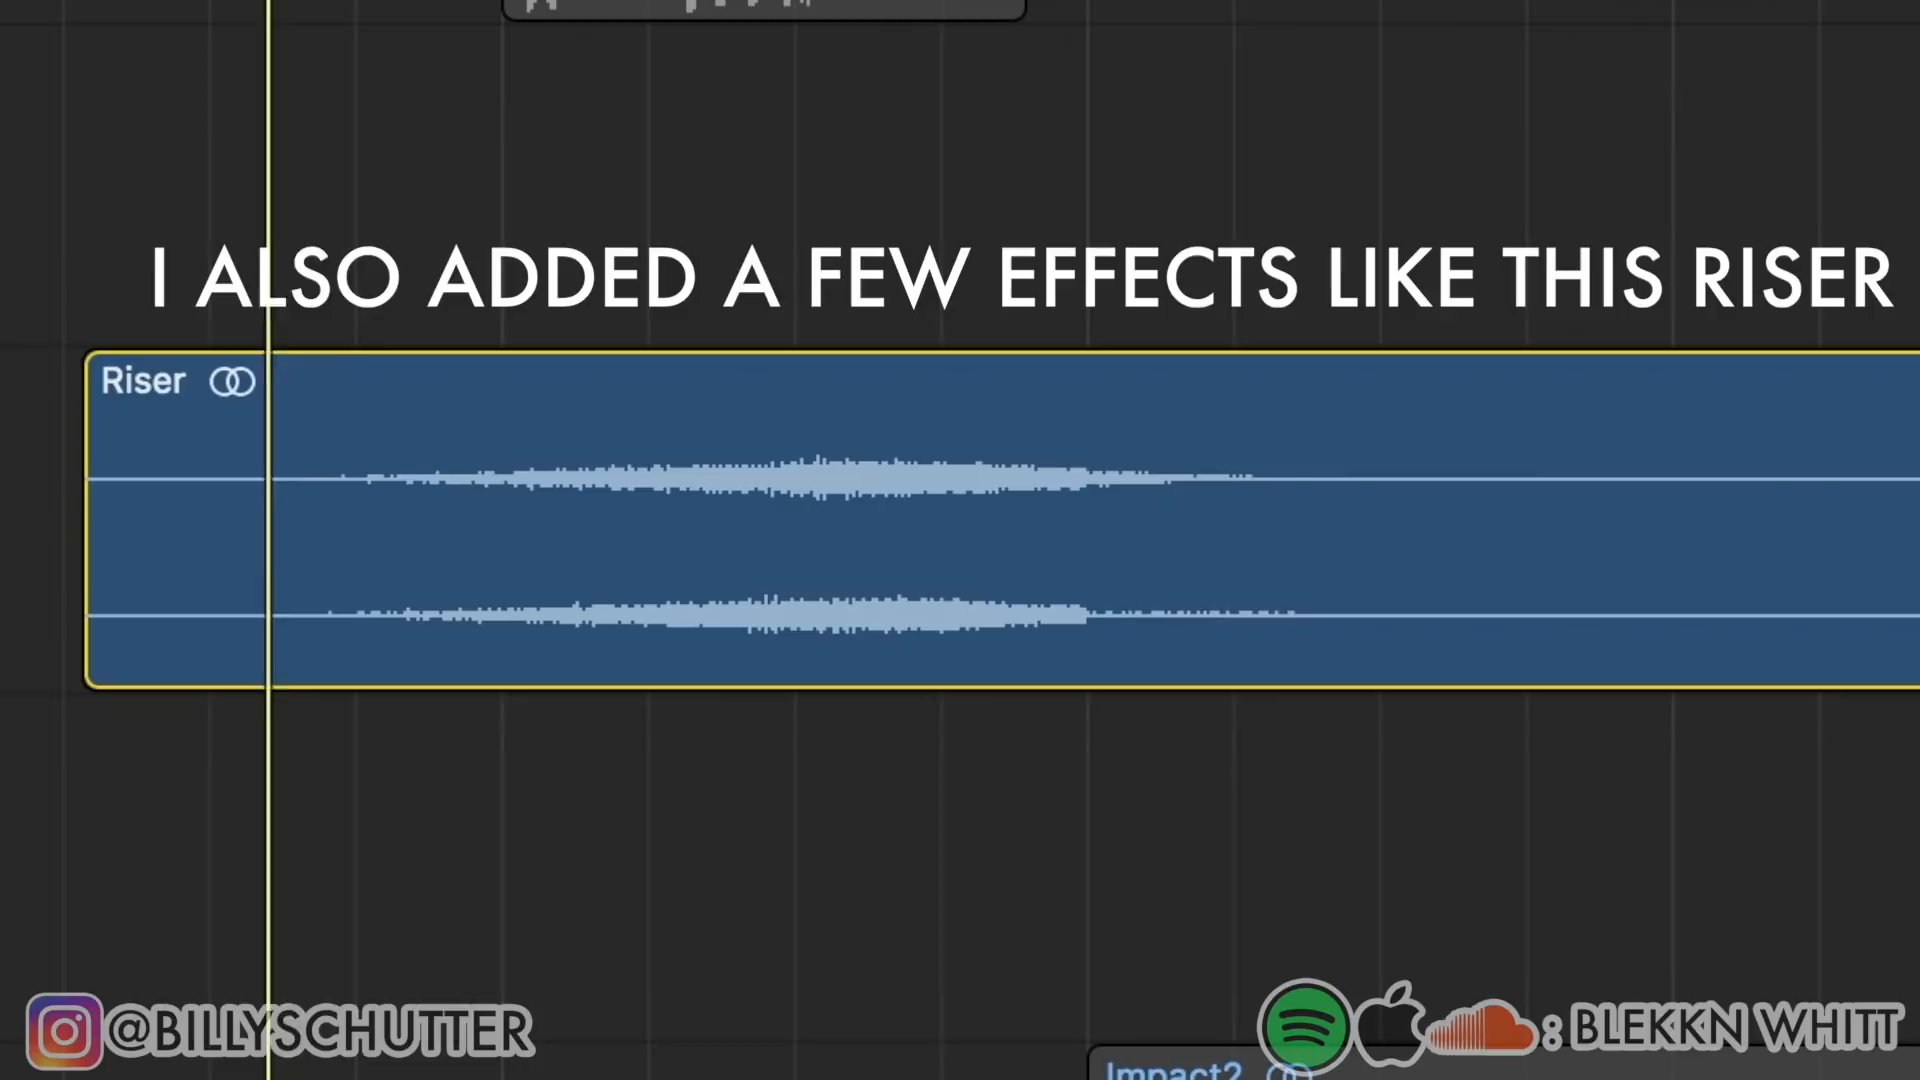 I ALSO ADDED A FEW EFFECTS LIKE THIS RISER
Riser
@BILLYSCHUTTER
: BLEKKN WHITT
Impact2